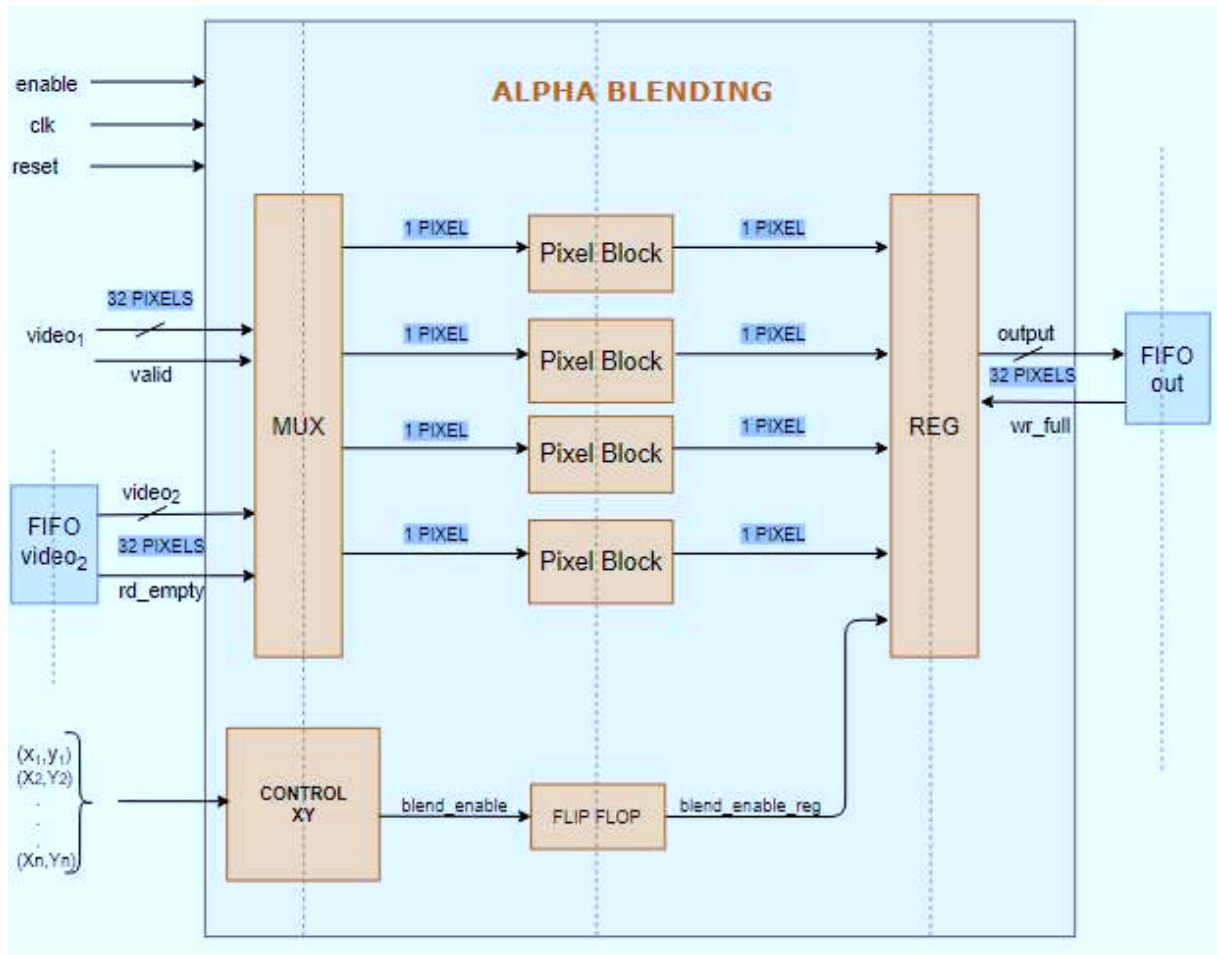 ALPHA BLENDING
enable
clk
reset
32 PIXELS
video₁
valid
MUX
1 PIXEL
Pixel Block
1 PIXEL
1 PIXEL
Pixel Block
1 PIXEL
1 PIXEL
Pixel Block
1 PIXEL
1 PIXEL
Pixel Block
1 PIXEL
REG
output
32 PIXELS
wr_full
FIFO
out
FIFO
video₂
video₂
32 PIXELS
rd_empty
(x₁,y₁)
(X2,Y2)
.
.
.
(Xn,Yn)
CONTROL
XY
blend_enable
FLIP FLOP
blend_enable_reg